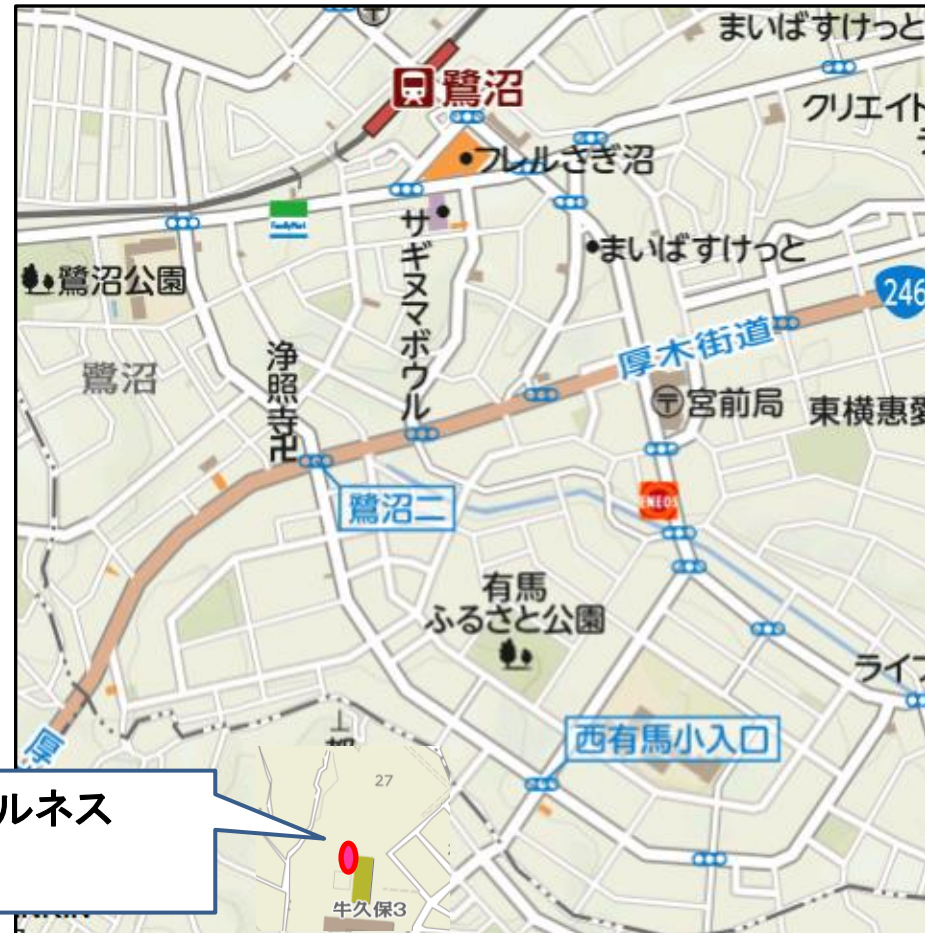 まいばすけっと
鷺沼
クリエイト
フレルさぎ沼
FamilyMart
サギヌマボウル
まいばすけっと
鷺沼公園
246
厚木街道
鷺沼
浄照寺
〒宮前局
東横惠愛
鷺沼二
ENEOS
有馬
ふるさと公園
ライフ
西有馬小入口
厚
27
ルネス
牛久保3